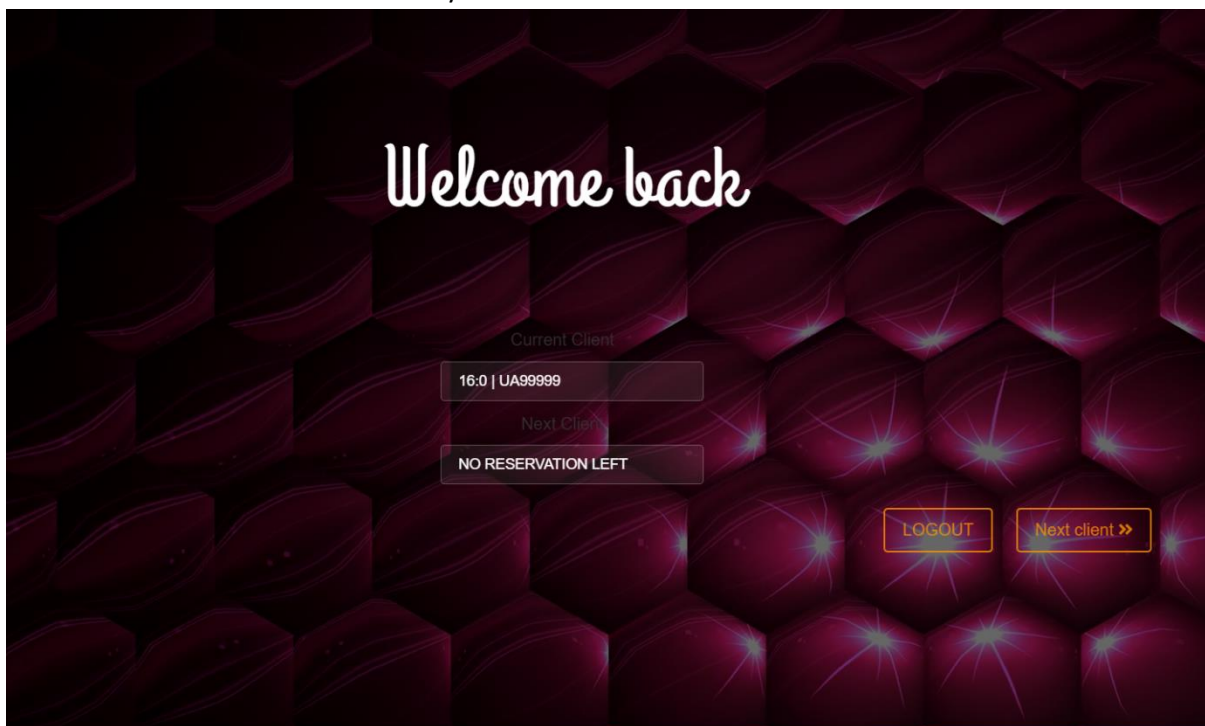 Welcome back
Current Client
16:0 | UA99999
Next Client
NO RESERVATION LEFT
LOGOUT
Next client »